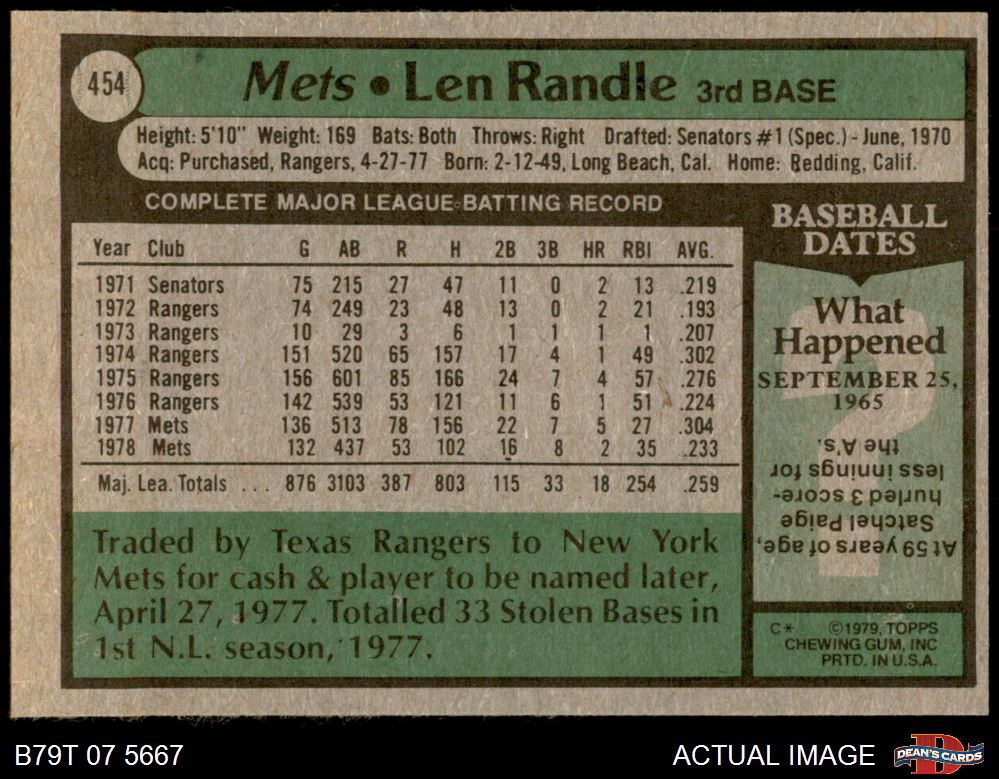 454
Mets • Len Randle 3rd BASE
Height: 5'10" Weight: 169 Bats: Both Throws: Right Drafted: Senators #1 (Spec.) - June, 1970
Acq: Purchased, Rangers, 4-27-77 Born: 2-12-49, Long Beach, Cal. Home: Redding, Calif.
COMPLETE MAJOR LEAGUE BATTING RECORD
Year Club G AB R H 2B 3B HR RBI AVG.
1971 Senators 75 215 27 47 11 0 2 13 .219
1972 Rangers 74 249 23 48 13 0 2 21 .193
1973 Rangers 10 29 3 6 1 1 1 1 .207
1974 Rangers 151 520 65 157 17 4 1 49 .302
1975 Rangers 156 601 85 166 24 7 4 57 .276
1976 Rangers 142 539 53 121 11 6 1 51 .224
1977 Mets 136 513 78 156 22 7 5 27 .304
1978 Mets 132 437 53 102 16 8 2 35 .233
Maj. Lea. Totals ... 876 3103 387 803 115 33 18 254 .259
Traded by Texas Rangers to New York
Mets for cash & player to be named later,
April 27, 1977. Totalled 33 Stolen Bases in
1st N.L. season, 1977.
BASEBALL
DATES
What
Happened
SEPTEMBER 25,
1965
?
At 59 years of age,
Satchel Paige
hurled 3 score-
less innings for
the A's.
C* ©1979, TOPPS
CHEWING GUM, INC
PRTD. IN U.S.A.
B79T 07 5667
ACTUAL IMAGE
D
DEAN'S CARDS